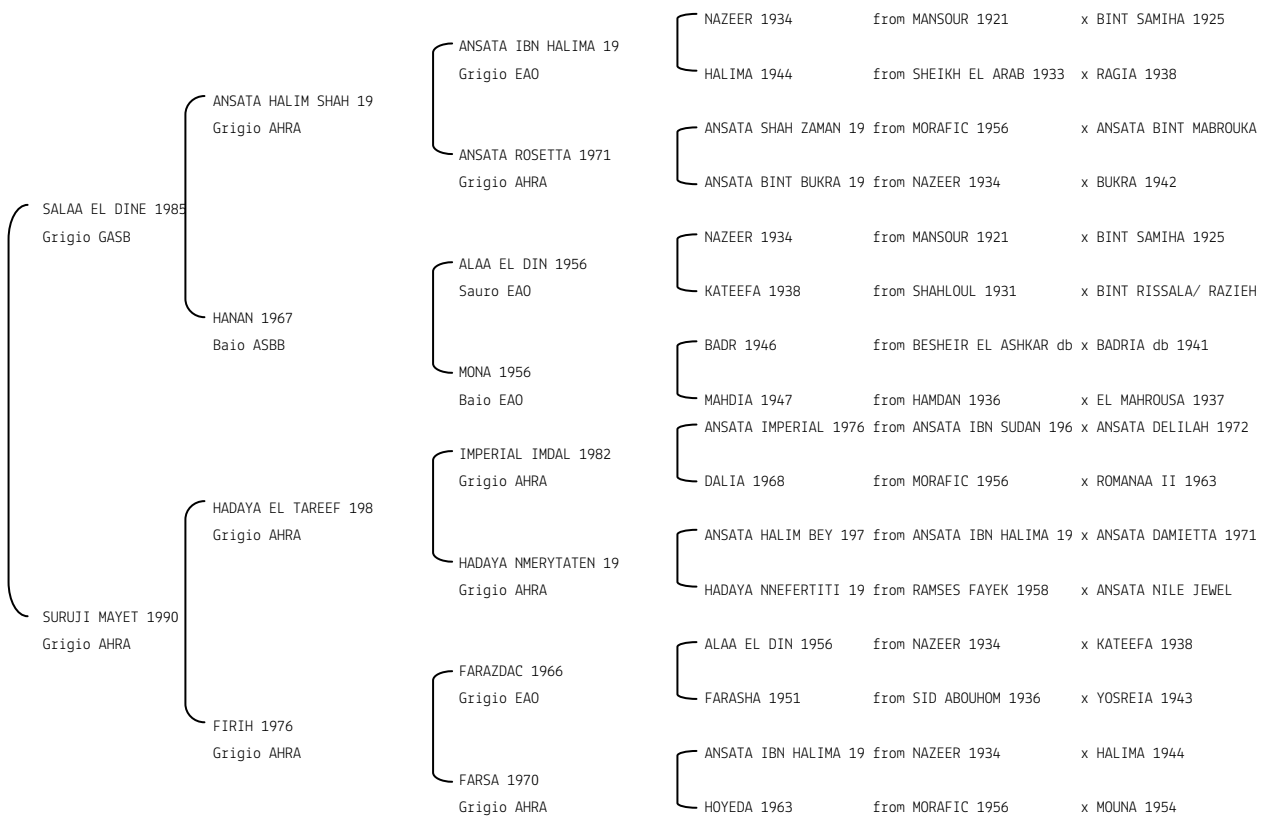 NAZEER 1934 from MANSOUR 1921 x BINT SAMIHA 1925
ANSATA IBN HALIMA 19
Grigio EAO
HALIMA 1944 from SHEIKH EL ARAB 1933 x RAGIA 1938
ANSATA HALIM SHAH 19
Grigio AHRA
ANSATA SHAH ZAMAN 19 from MORAFIC 1956 x ANSATA BINT MABROUKA
ANSATA ROSETTA 1971
Grigio AHRA
ANSATA BINT BUKRA 19 from NAZEER 1934 x BUKRA 1942
SALAA EL DINE 1985
Grigio GASB
NAZEER 1934 from MANSOUR 1921 x BINT SAMIHA 1925
ALAA EL DIN 1956
Sauro EAO
KATEEFA 1938 from SHAHLOUL 1931 x BINT RISSALA/ RAZIEH
HANAN 1967
Baio ASBB
BADR 1946 from BESHEIR EL ASHKAR db x BADRIA db 1941
MONA 1956
Baio EAO
MAHDIA 1947 from HAMDAN 1936 x EL MAHROUSA 1937
ANSATA IMPERIAL 1976 from ANSATA IBN SUDAN 196 x ANSATA DELILAH 1972
IMPERIAL IMDAL 1982
Grigio AHRA
DALIA 1968 from MORAFIC 1956 x ROMANAA II 1963
HADAYA EL TAREEF 198
Grigio AHRA
ANSATA HALIM BEY 197 from ANSATA IBN HALIMA 19 x ANSATA DAMIETTA 1971
HADAYA NMERYTATEN 19
Grigio AHRA
HADAYA NNEFERTITI 19 from RAMSES FAYEK 1958 x ANSATA NILE JEWEL
SURUJI MAYET 1990
Grigio AHRA
ALAA EL DIN 1956 from NAZEER 1934 x KATEEFA 1938
FARAZDAC 1966
Grigio EAO
FARASHA 1951 from SID ABOUHOM 1936 x YOSREIA 1943
FIRIH 1976
Grigio AHRA
ANSATA IBN HALIMA 19 from NAZEER 1934 x HALIMA 1944
FARSA 1970
Grigio AHRA
HOYEDA 1963 from MORAFIC 1956 x MOUNA 1954